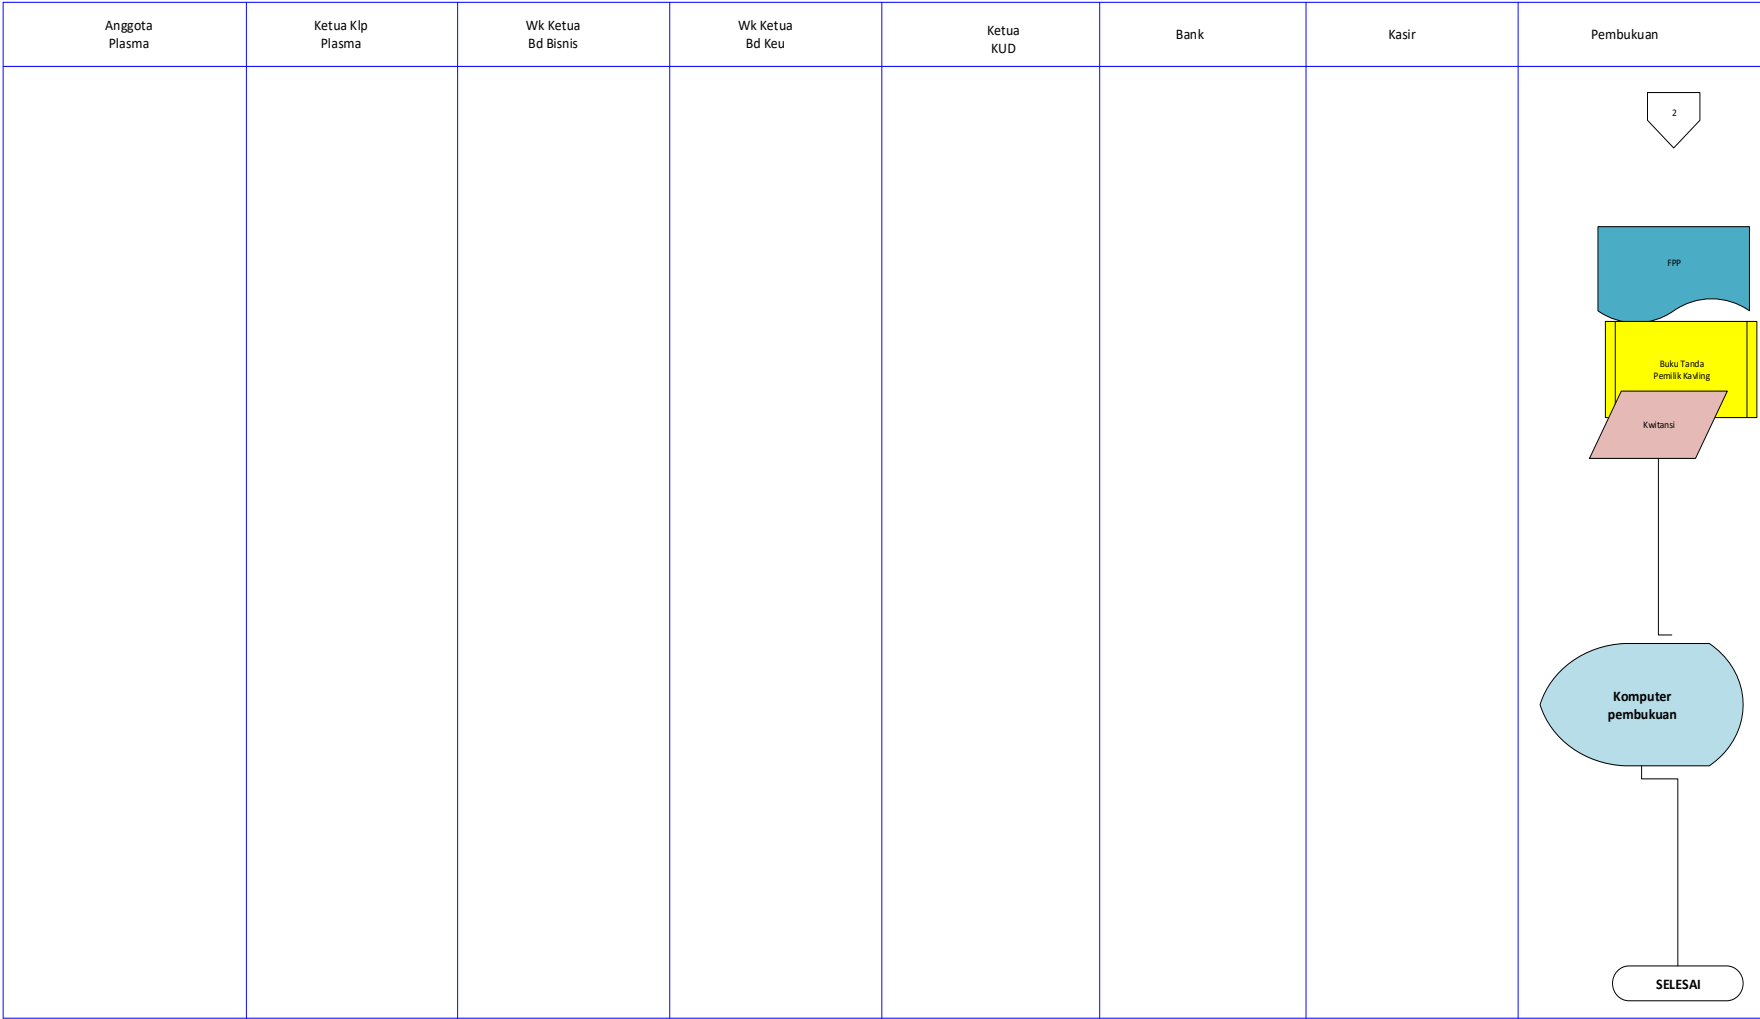 Anggota
Plasma
Ketua Klp
Plasma
Wk Ketua
Bd Bisnis
Wk Ketua
Bd Keu
Ketua
KUD
Bank
Kasir
Pembukuan
2
FPP
Buku Tanda
Pemilik Kavling
Kwitansi
Komputer
pembukuan
SELESAI